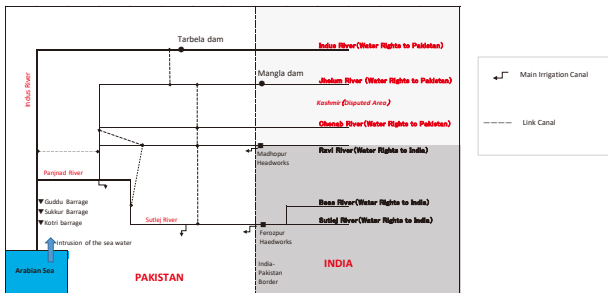 Tarbela dam
Indus River(Water Rights to Pakistan)
Mangla dam
Jhelum River (Water Rights to Pakistan)
Indus River
Kashmir (Disputed Area)
Chenab River(Water Rights to Pakistan)
Madhopur
Headworks
Ravi River(Water Rights to India)
Panjnad River
Guddu Barrage
Sukkur Barrage
Kotri barrage
Beas River(Water Rights to India)
Sutlej River
Sutlej River(Water Rights to India)
Ferozpur
Haadworks
Intrusion of the sea water
Arabian Sea
PAKISTAN
India-
Pakistan
Border
INDIA
Main Irrigation Canal
Link Canal